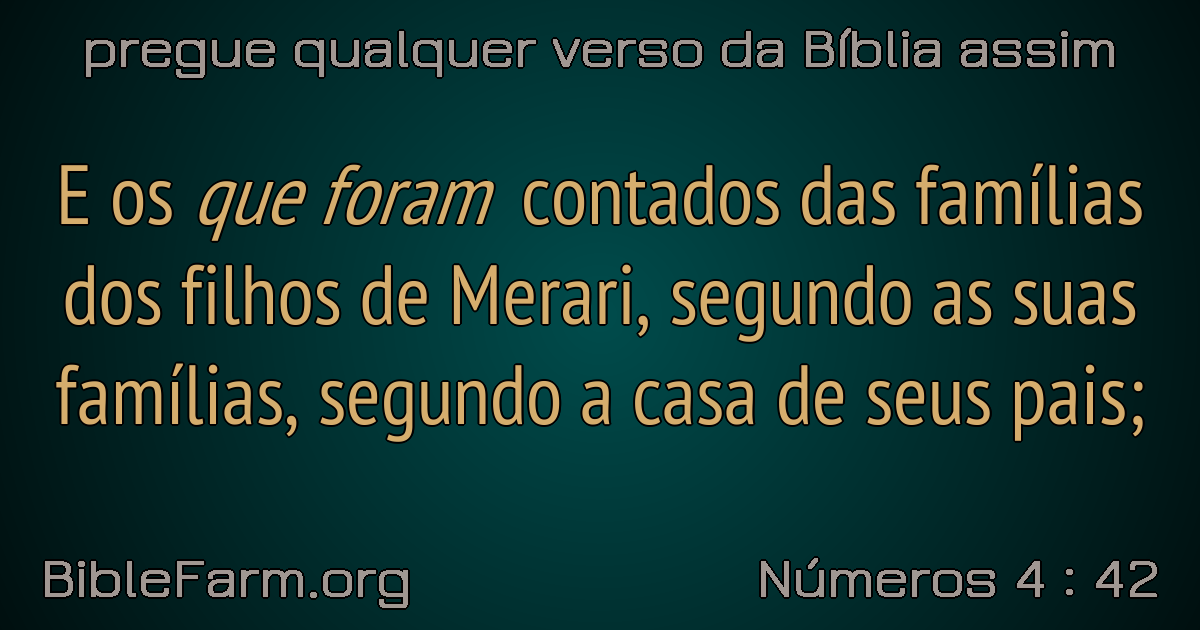 pregue qualquer verso da Bíblia assim
E os que foram contados das famílias
dos filhos de Merari, segundo as suas
famílias, segundo a casa de seus pais;
BibleFarm.org
Números 4 : 42